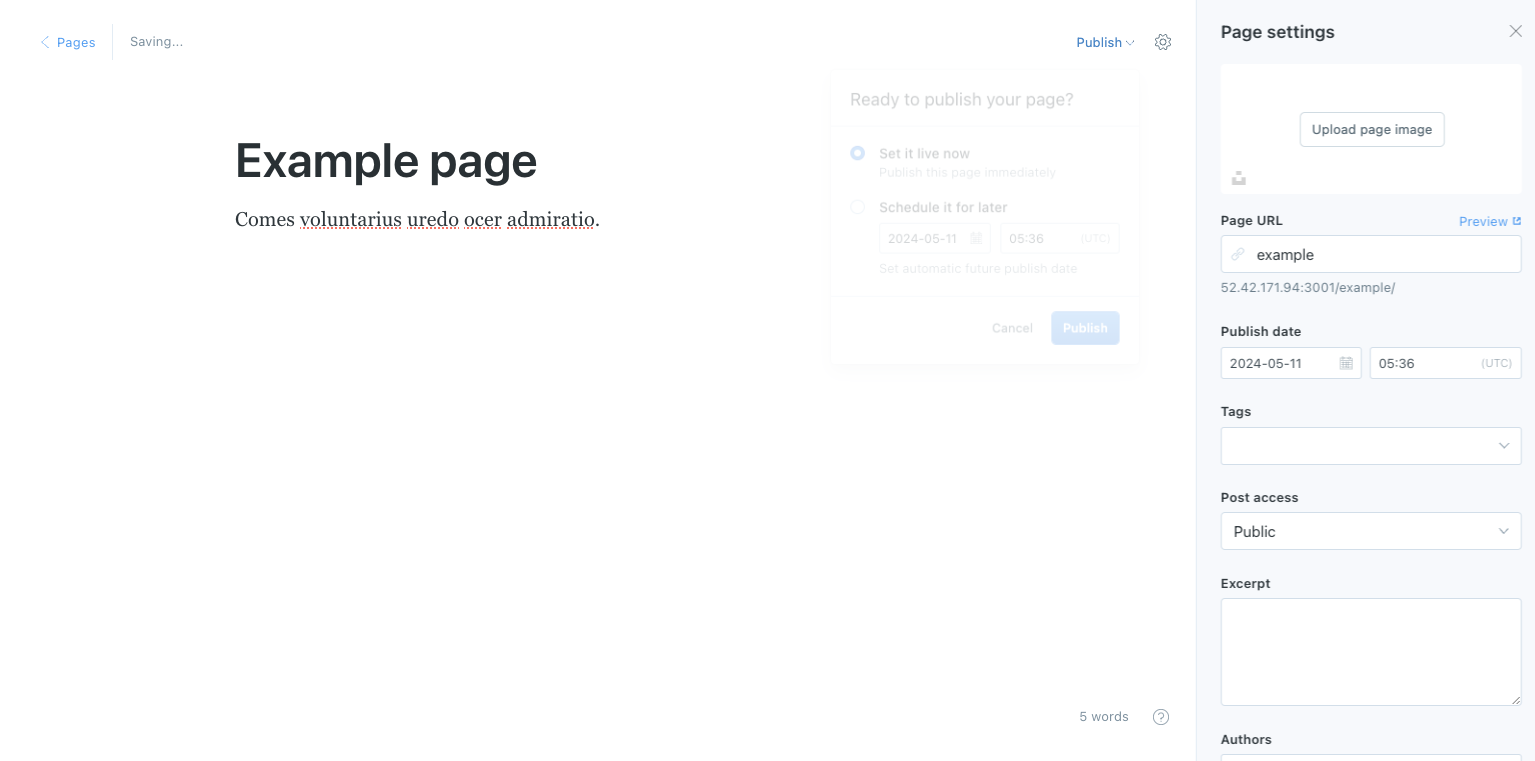 Pages
Saving...
Publish
Ready to publish your page?
Set it live now
Publish this page immediately
Schedule it for later
2024-05-11
05:36
(UTC)
Set automatic future publish date
Cancel
Publish
Example page
Comes voluntarius uredo ocer admiratio.
5 words
?
Page settings
Upload page image
Page URL
Preview
example
52.42.171.94:3001/example/
Publish date
2024-05-11
05:36
(UTC)
Tags
Post access
Public
Excerpt
Authors